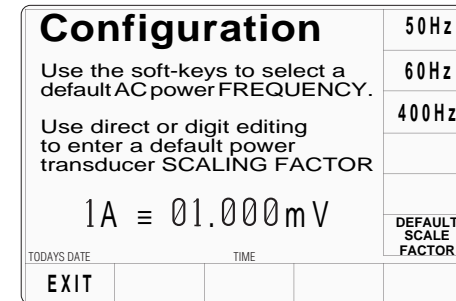 Configuration
Use the soft-keys to select a
default AC power FREQUENCY.
Use direct or digit editing
to enter a default power
transducer SCALING FACTOR
1A ≡ 01.000mV
TODAYS DATE
TIME
50Hz
60Hz
400Hz
DEFAULT
SCALE
FACTOR
EXIT